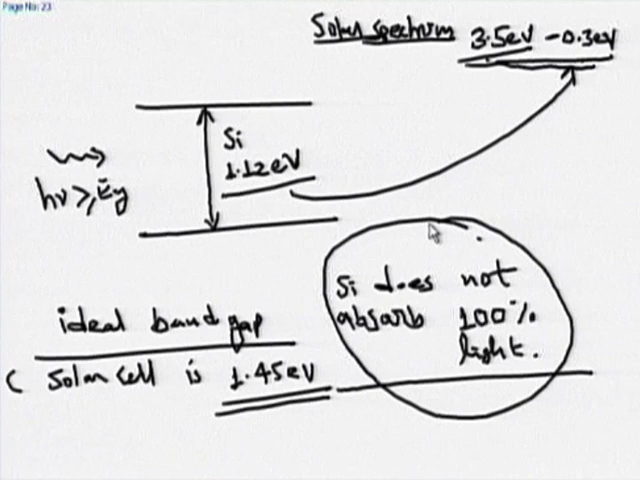 Page No: 23
Solar spectrum 3.5eV - 0.3eV
Si
1.12eV
hν ≥ Eg
Si does not
absorb 100%
light.
ideal band gap
Solar cell is 1.45eV